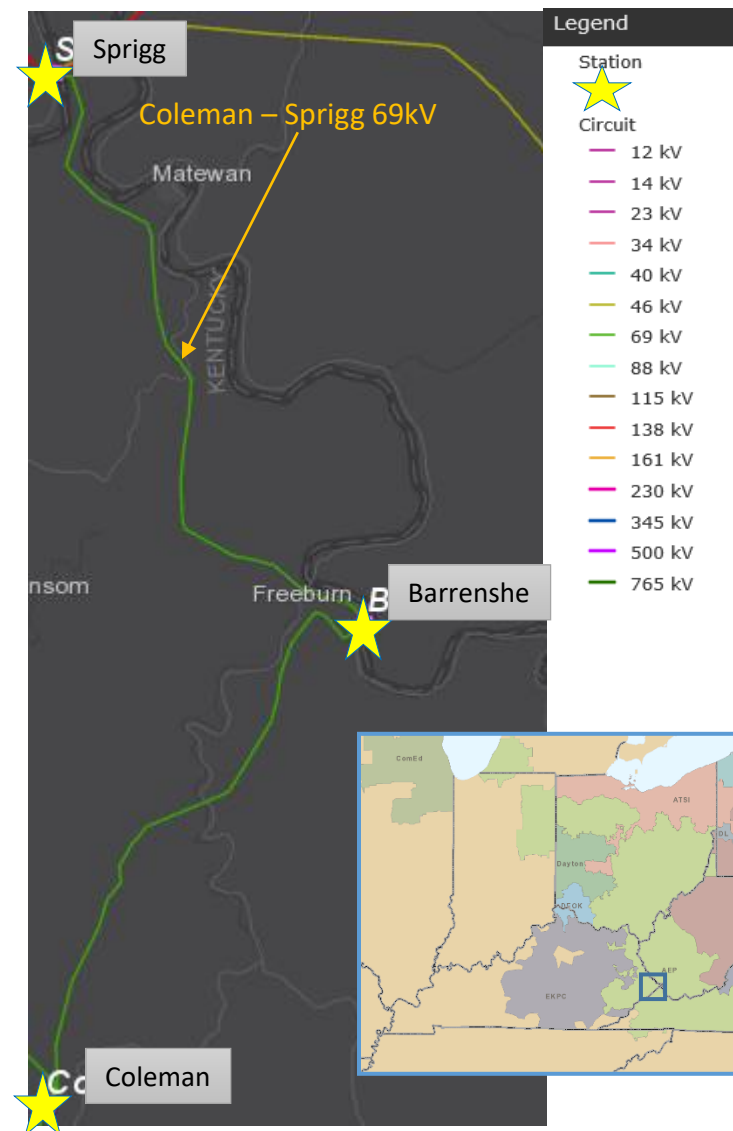 S
Sprigg
Coleman – Sprigg 69kV
Matewan
KENTUCKY
nsom
Freeburn
B
Barrenshe
Co
Coleman
Legend
Station
Circuit
12 kV
14 kV
23 kV
34 kV
40 kV
46 kV
69 kV
88 kV
115 kV
138 kV
161 kV
230 kV
345 kV
500 kV
765 kV
ComEd
ATSI
DL
Dayton
DEOK
AEP
EKPC